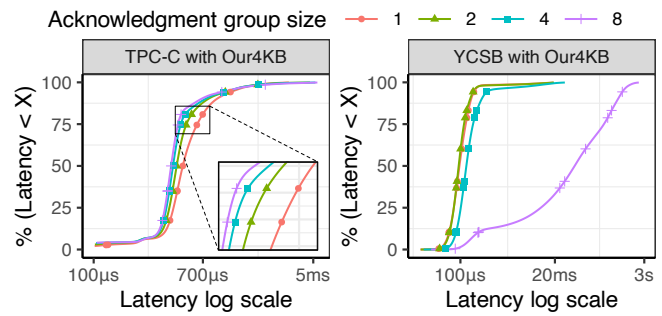 Acknowledgment group size 1 2 4 8
TPC-C with Our4KB YCSB with Our4KB
% (Latency < X) % (Latency < X)
100 100
75 75
50 50
25 25
0 0
100μs 700μs 5ms 100μs 20ms 3s
Latency log scale Latency log scale